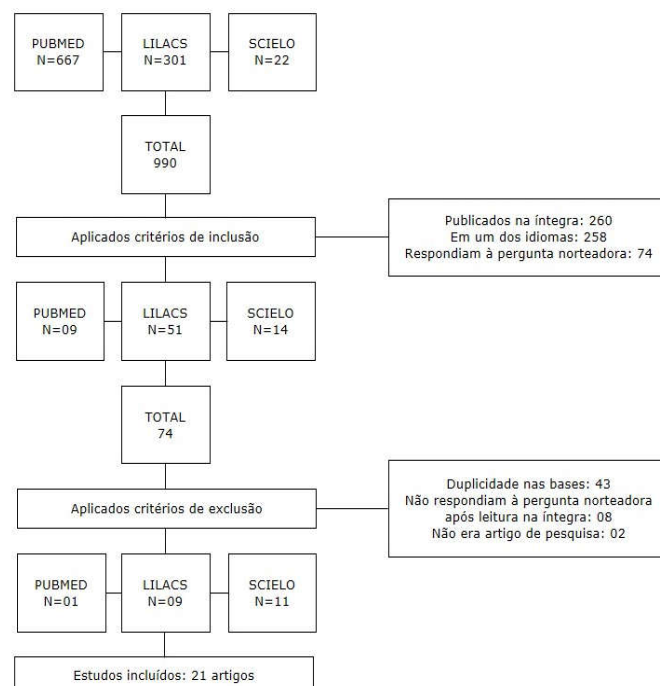 PUBMED
N=667
LILACS
N=301
SCIELO
N=22
TOTAL
990
Aplicados critérios de inclusão
Publicados na íntegra: 260
Em um dos idiomas: 258
Respondiam à pergunta norteadora: 74
PUBMED
N=09
LILACS
N=51
SCIELO
N=14
TOTAL
74
Aplicados critérios de exclusão
Duplicidade nas bases: 43
Não respondiam à pergunta norteadora
após leitura na íntegra: 08
Não era artigo de pesquisa: 02
PUBMED
N=01
LILACS
N=09
SCIELO
N=11
Estudos incluídos: 21 artigos